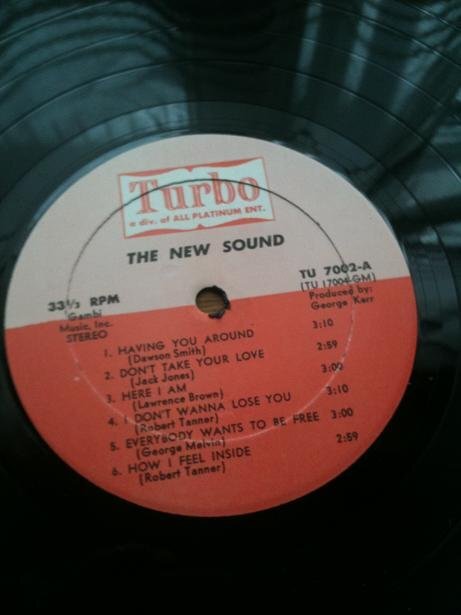 Turbo
a div. of ALL PLATINUM ENT.
THE NEW SOUND
33⅓ RPM
Gambi
Music, Inc.
STEREO
TU 7002-A
(TU 17004-GM)
Produced by:
George Kerr
1. HAVING YOU AROUND 3:10
(Dawson Smith)
2. DON'T TAKE YOUR LOVE 2:59
(Jack Jones)
3. HERE I AM 3:00
(Lawrence Brown)
4. I DON'T WANNA LOSE YOU 3:10
(Robert Tanner)
5. EVERYBODY WANTS TO BE FREE 3:00
(George Melvin)
6. HOW I FEEL INSIDE 2:59
(Robert Tanner)